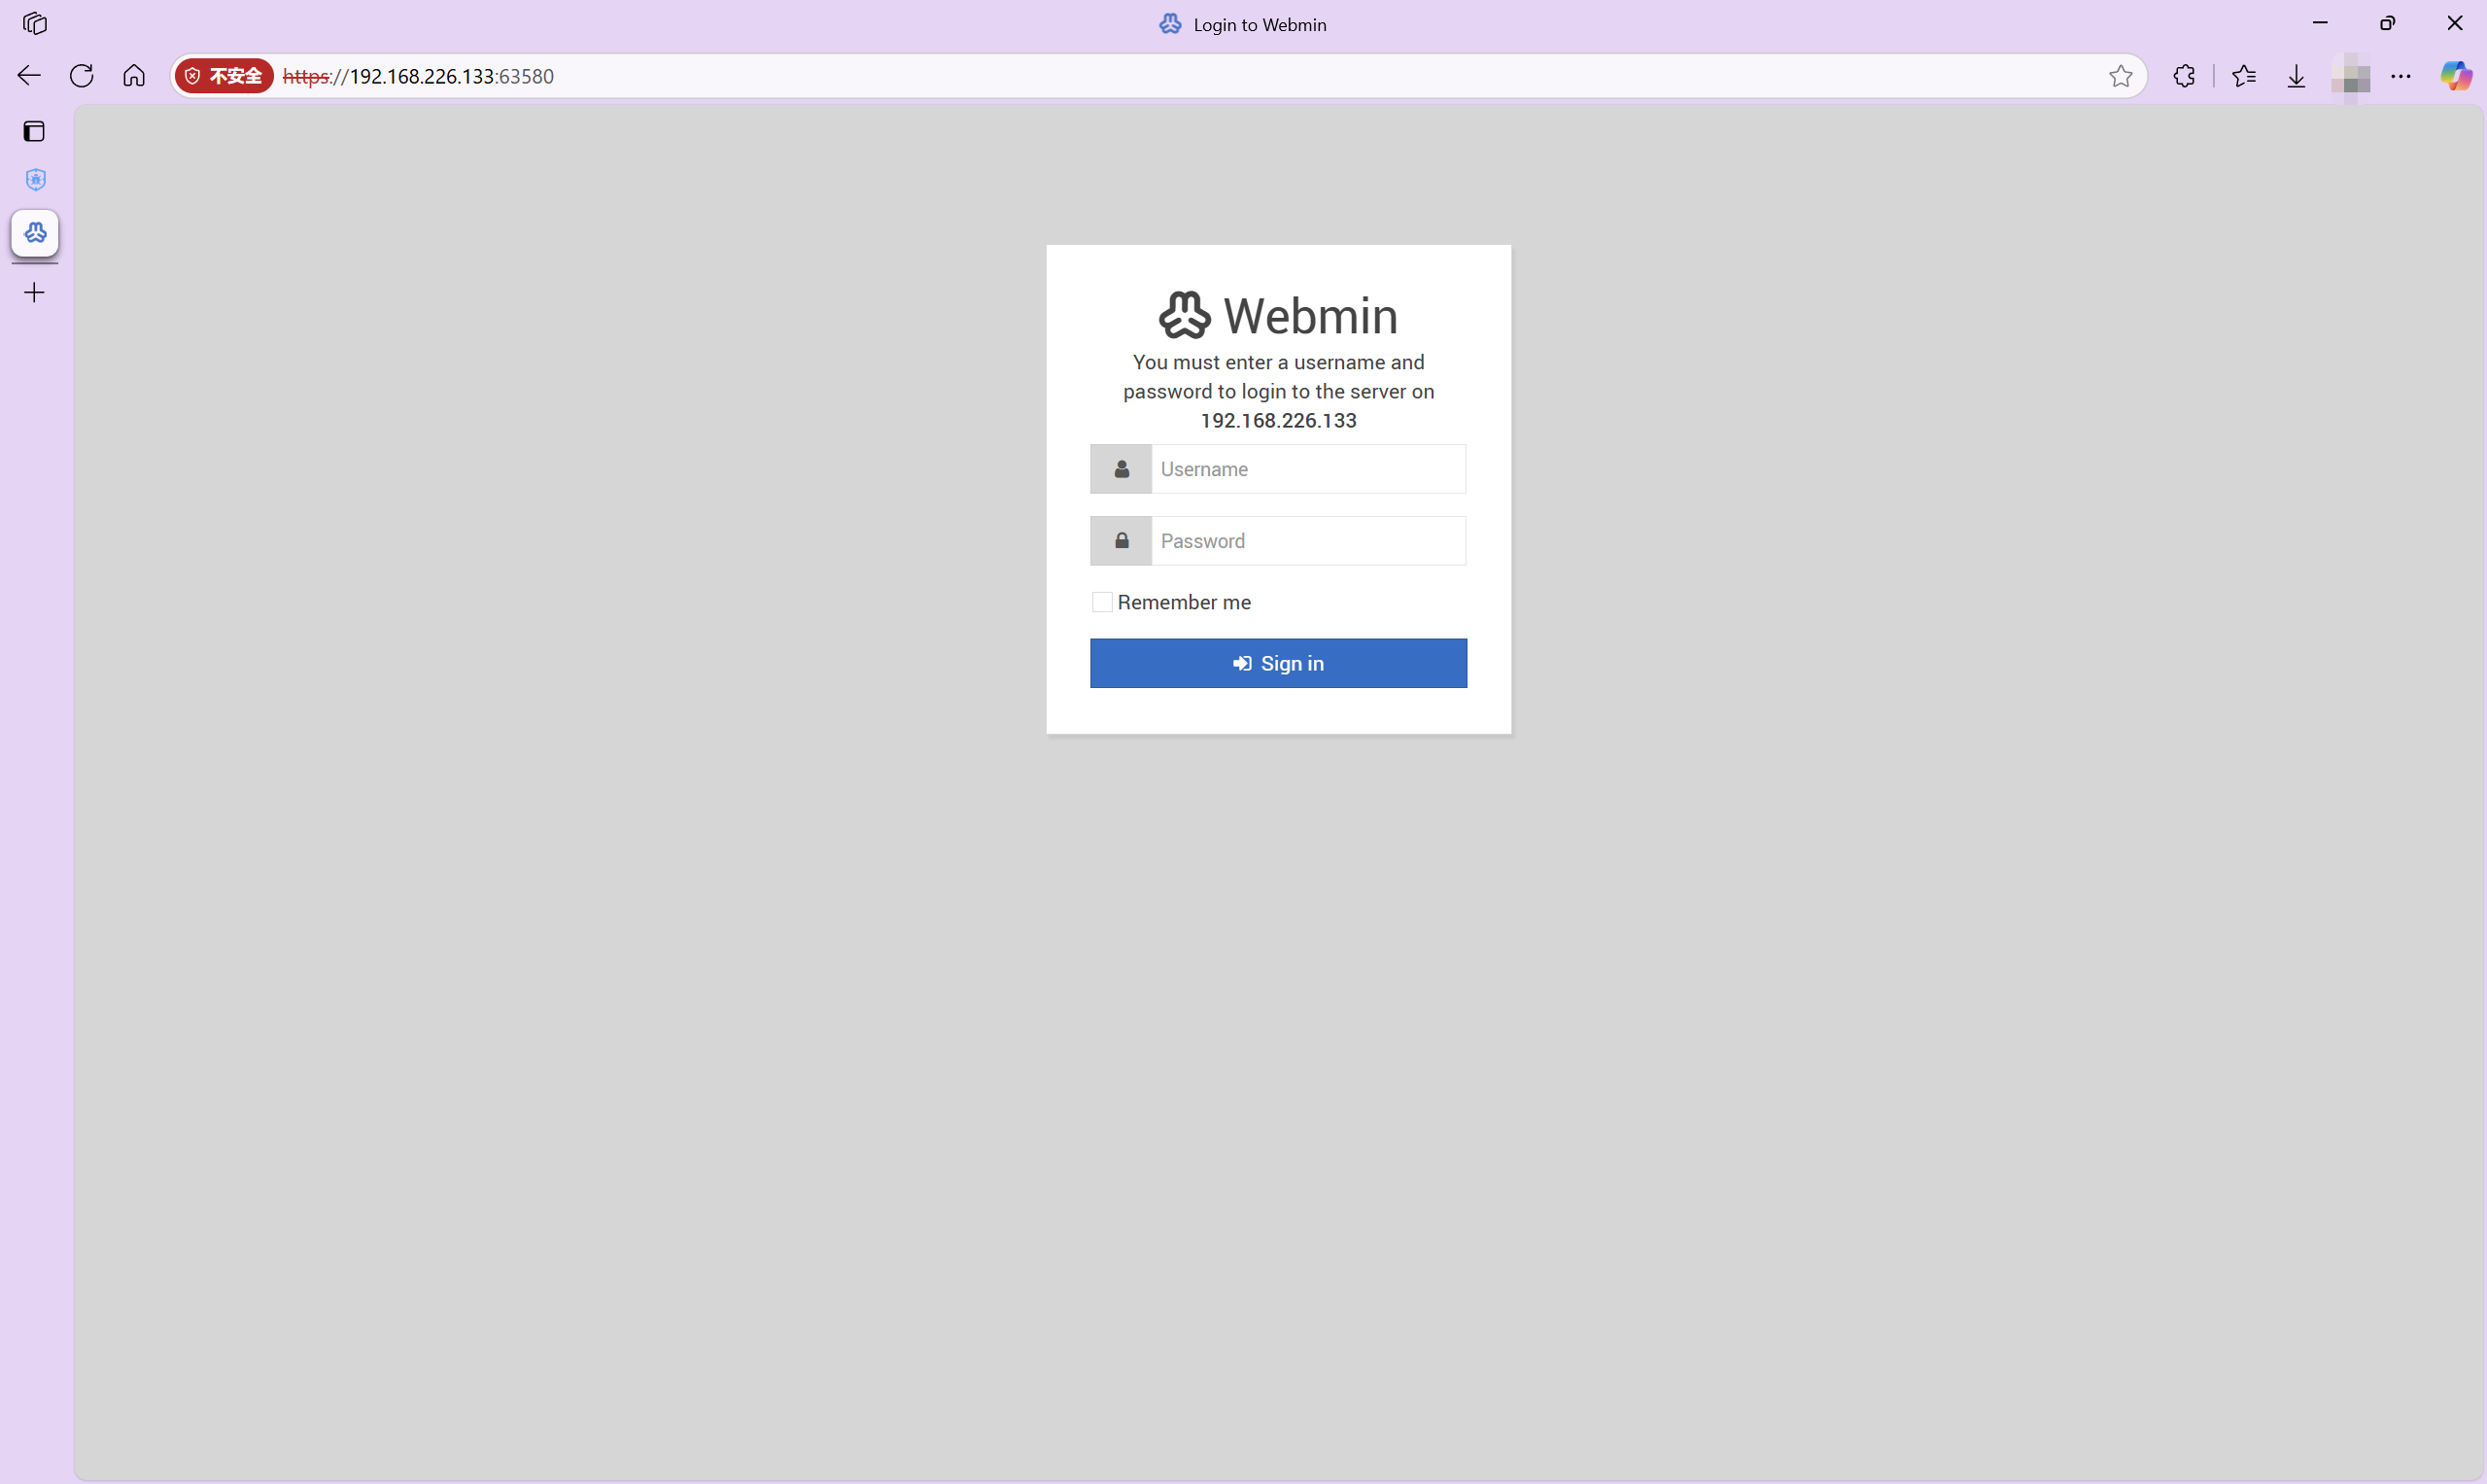 Login to Webmin
不安全 https://192.168.226.133:63580
Webmin
You must enter a username and
password to login to the server on
192.168.226.133
Username
Password
Remember me
Sign in